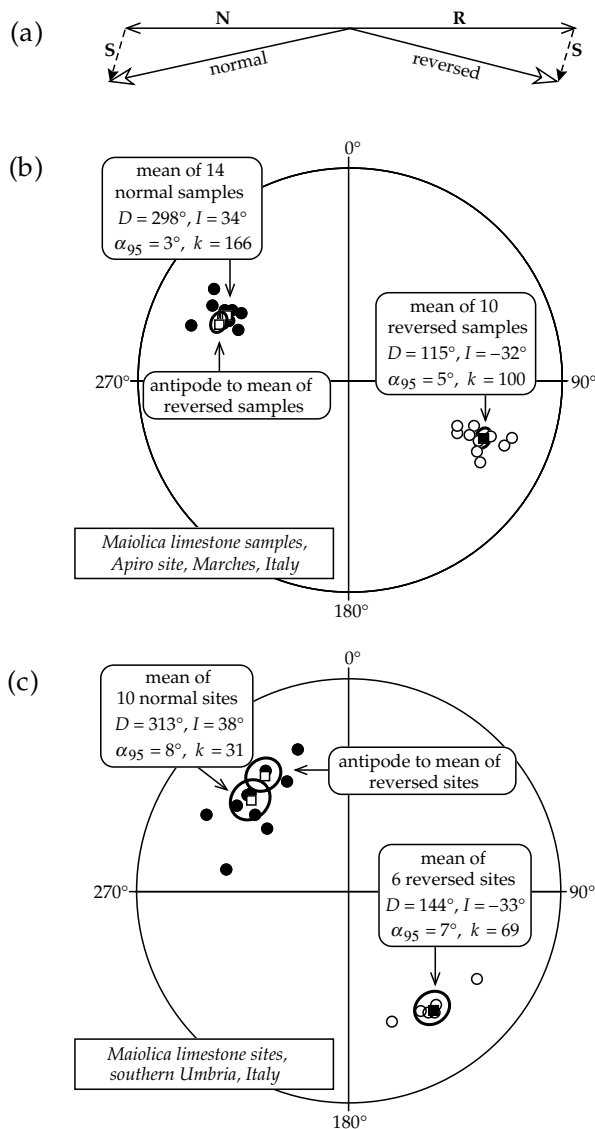 (a)
N
R
S
S
normal
reversed
(b)
0°
mean of 14
normal samples
D = 298°, I = 34°
α95 = 3°, k = 166
mean of 10
reversed samples
D = 115°, I = −32°
α95 = 5°, k = 100
270°
90°
antipode to mean of
reversed samples
Maiolica limestone samples,
Apiro site, Marches, Italy
180°
(c)
0°
mean of
10 normal sites
D = 313°, I = 38°
α95 = 8°, k = 31
antipode to mean of
reversed sites
mean of
6 reversed sites
D = 144°, I = −33°
α95 = 7°, k = 69
270°
90°
Maiolica limestone sites,
southern Umbria, Italy
180°